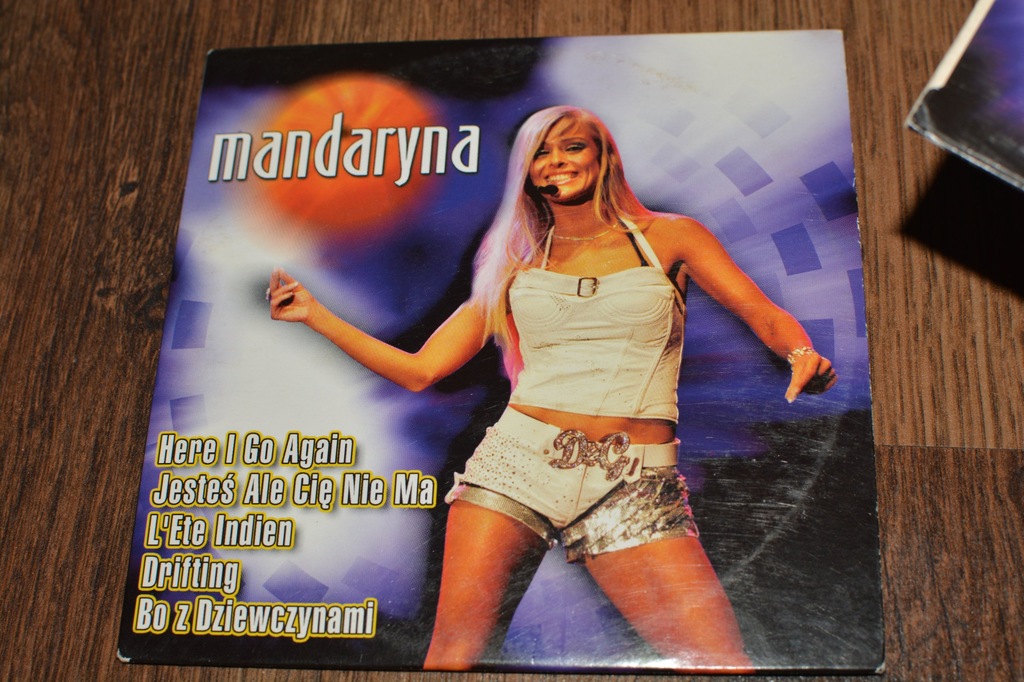 mandaryna
Here I Go Again
Jesteś Ale Cię Nie Ma
L'Ete Indien
Drifting
Bo z Dziewczynami
D&G